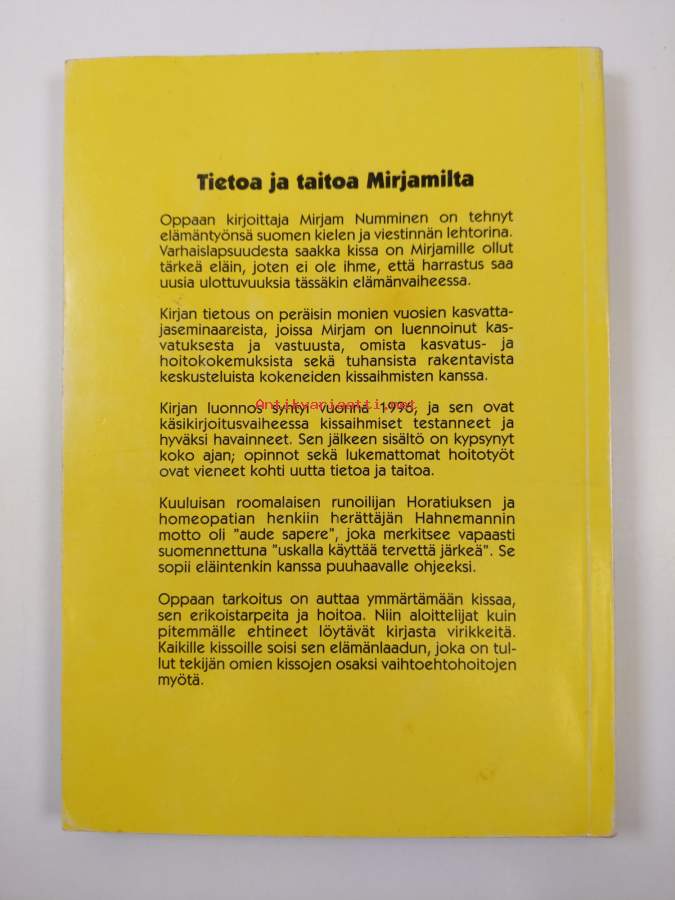 Tietoa ja taitoa Mirjamilta
Oppaan kirjoittaja Mirjam Numminen on tehnyt
elämäntyönsä suomen kielen ja viestinnän lehtorina.
Varhaislapsuudesta saakka kissa on Mirjamille ollut
tärkeä eläin, joten ei ole ihme, että harrastus saa
uusia ulottuvuuksia tässäkin elämänvaiheessa.
Kirjan tietous on peräisin monien vuosien kasvatta-
jaseminaareista, joissa Mirjam on luennoinut kas-
vatuksesta ja vastuusta, omista kasvatus- ja
hoitokokemuksista sekä tuhansista rakentavista
keskusteluista kokeneiden kissaihmisten kanssa.
Antikvariaatti.net
Kirjan luonnos syntyi vuonna 1996, ja sen ovat
käsikirjoitusvaiheessa kissaihmiset testanneet ja
hyväksi havainneet. Sen jälkeen sisältö on kypsynyt
koko ajan; opinnot sekä lukemattomat hoitotyöt
ovat vieneet kohti uutta tietoa ja taitoa.
Kuuluisan roomalaisen runoilijan Horatiuksen ja
homeopatian henkiin herättäjän Hahnemannin
motto oli "aude sapere", joka merkitsee vapaasti
suomennettuna "uskalla käyttää tervettä järkeä". Se
sopii eläintenkin kanssa puuhaavalle ohjeeksi.
Oppaan tarkoitus on auttaa ymmärtämään kissaa,
sen erikoistarpeita ja hoitoa. Niin aloittelijat kuin
pitemmälle ehtineet löytävät kirjasta virikkeitä.
Kaikille kissoille soisi sen elämänlaadun, joka on tul-
lut tekijän omien kissojen osaksi vaihtoehtohoitojen
myötä.